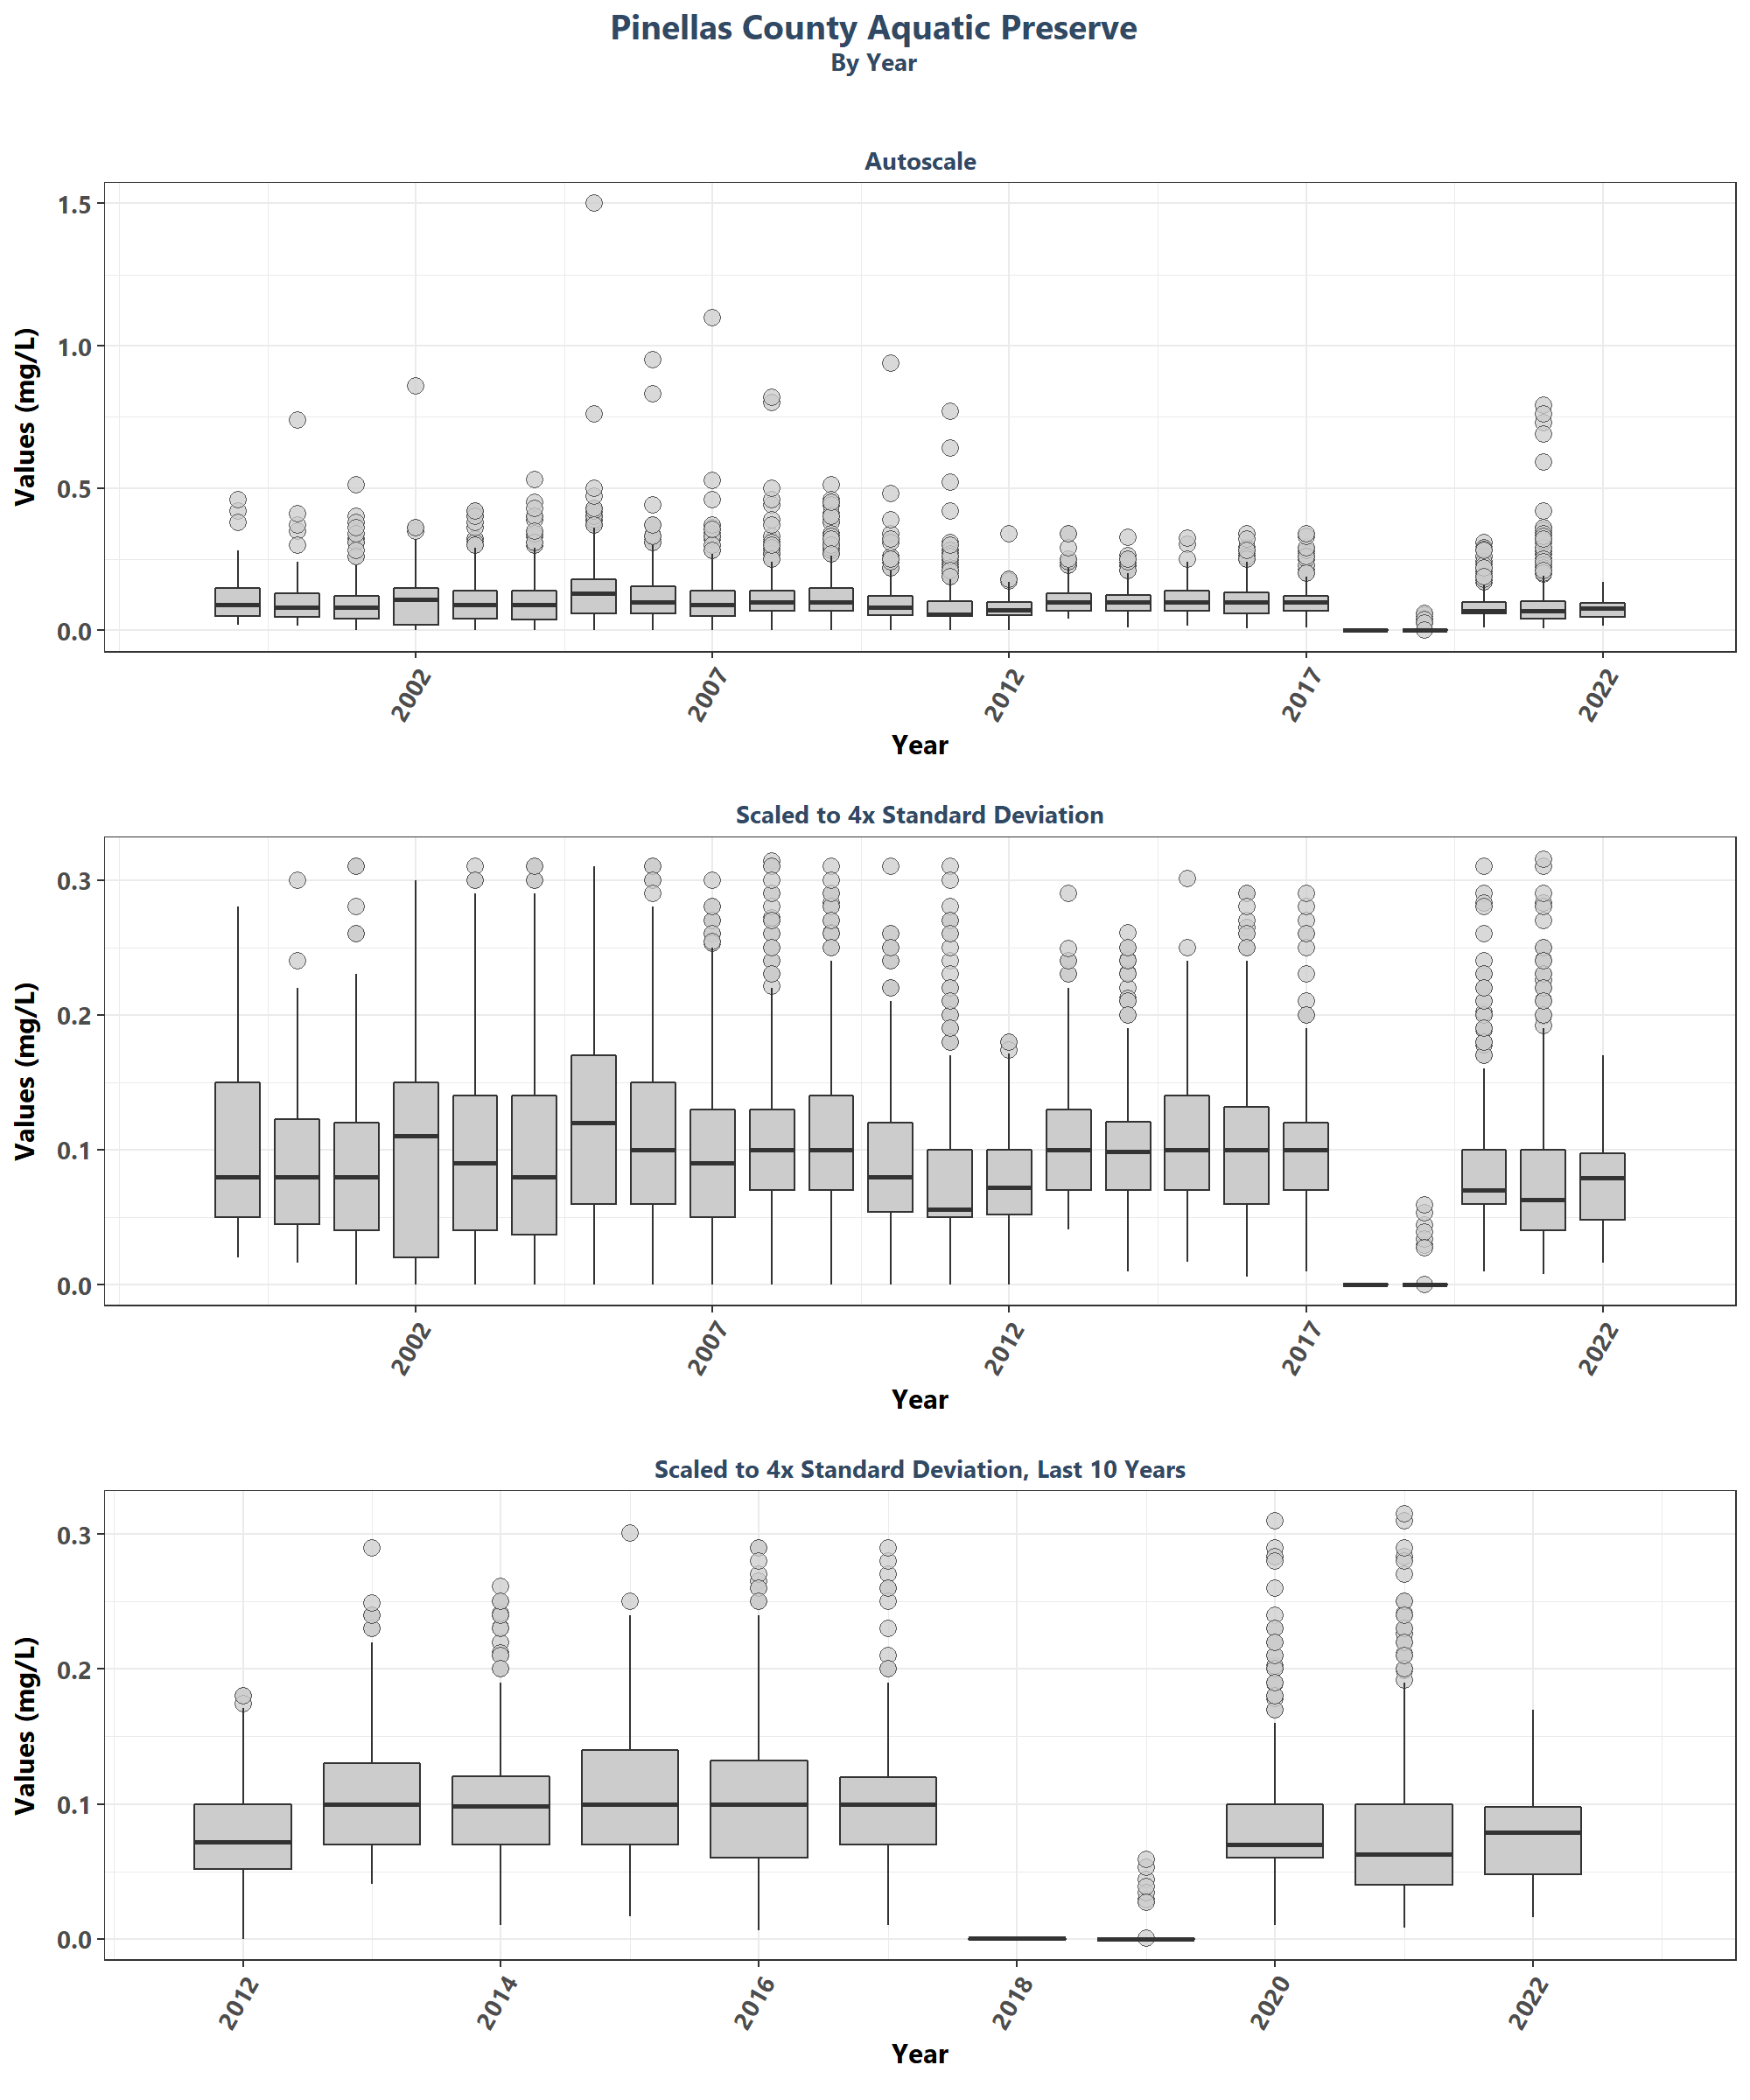 Pinellas County Aquatic Preserve
By Year
Autoscale
Values (mg/L)
1.5
1.0
0.5
0.0
2002 2007 2012 2017 2022
Year
Scaled to 4x Standard Deviation
Values (mg/L)
0.3
0.2
0.1
0.0
2002 2007 2012 2017 2022
Year
Scaled to 4x Standard Deviation, Last 10 Years
Values (mg/L)
0.3
0.2
0.1
0.0
2012 2014 2016 2018 2020 2022
Year